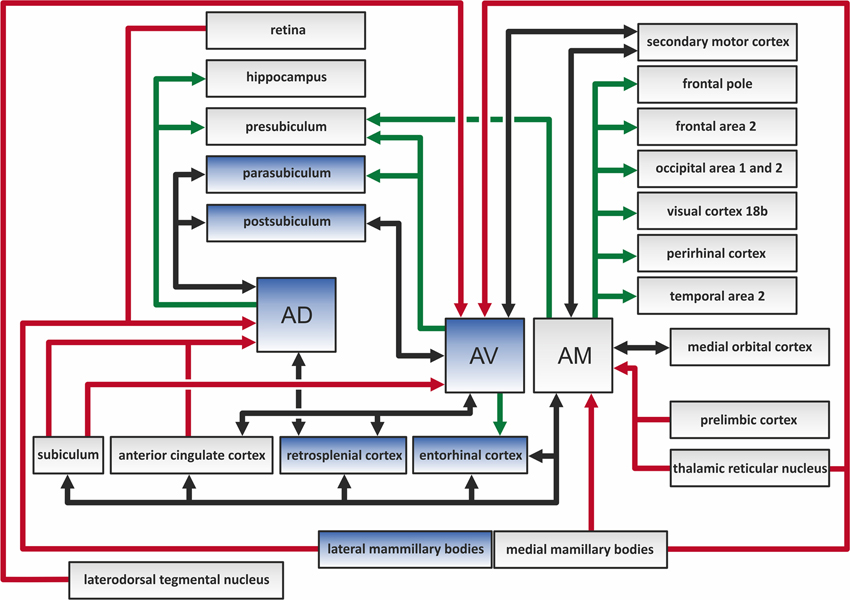 retina
hippocampus
presubiculum
parasubiculum
postsubiculum
secondary motor cortex
frontal pole
frontal area 2
occipital area 1 and 2
visual cortex 18b
perirhinal cortex
temporal area 2
AD
AV
AM
medial orbital cortex
prelimbic cortex
thalamic reticular nucleus
subiculum
anterior cingulate cortex
retrosplenial cortex
entorhinal cortex
lateral mammillary bodies
medial mamillary bodies
laterodorsal tegmental nucleus